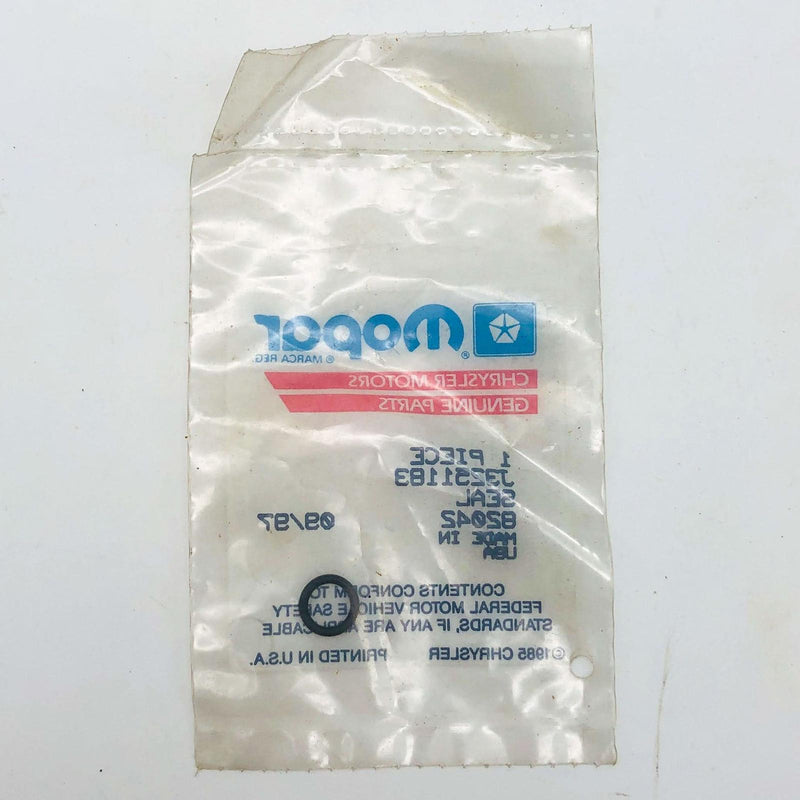 Mopar®
® MARCA REG.
CHRYSLER MOTORS
GENUINE PARTS
1 PIECE
J3251183
SEAL
82042 09/97
MADE IN
USA
CONTENTS CONFORM TO
FEDERAL MOTOR VEHICLE SAFETY
STANDARDS, IF ANY ARE APPLICABLE
©1985 CHRYSLER PRINTED IN U.S.A.